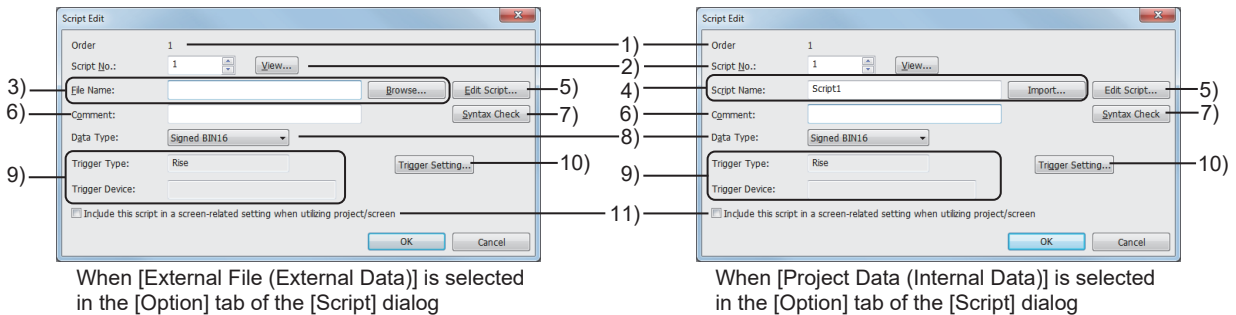 Script Edit
Order 1
Script No.: 1 View...
File Name: Browse... Edit Script...
Comment: Syntax Check
Data Type: Signed BIN16
Trigger Type: Rise Trigger Setting...
Trigger Device:
Include this script in a screen-related setting when utilizing project/screen
OK Cancel
3)
6)
9)
5)
7)
10)
1)
2)
4)
6)
8)
9)
11)
Script Edit
Order 1
Script No.: 1 View...
Script Name: Script1 Import... Edit Script...
Comment: Syntax Check
Data Type: Signed BIN16
Trigger Type: Rise Trigger Setting...
Trigger Device:
Include this script in a screen-related setting when utilizing project/screen
OK Cancel
5)
7)
10)
When [External File (External Data)] is selected
in the [Option] tab of the [Script] dialog
When [Project Data (Internal Data)] is selected
in the [Option] tab of the [Script] dialog